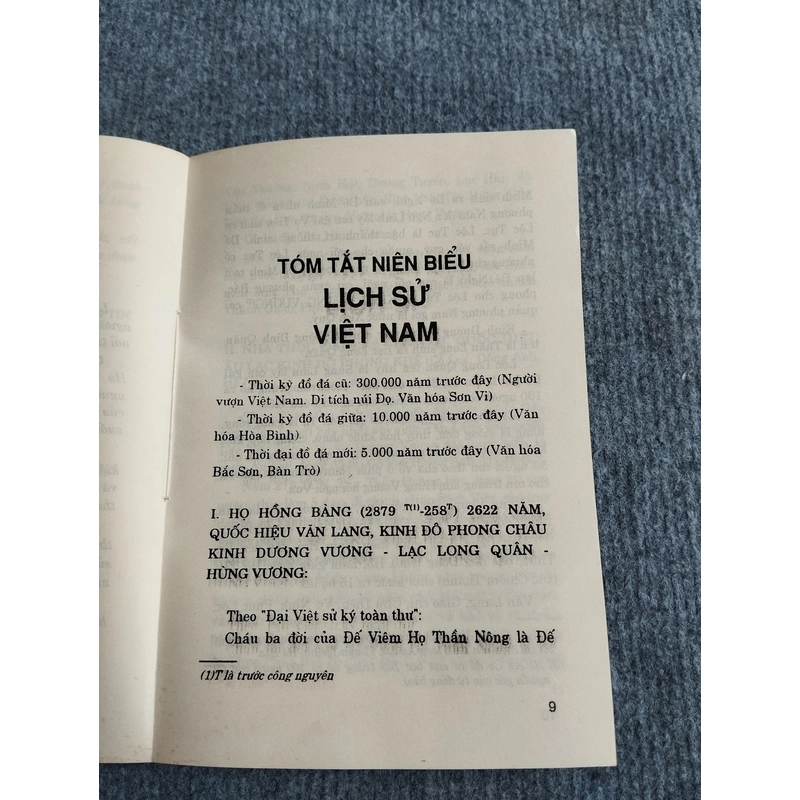 TÓM TẮT NIÊN BIỂU
LỊCH SỬ
VIỆT NAM
- Thời kỳ đồ đá cũ: 300.000 năm trước đây (Người
vượn Việt Nam. Di tích núi Đọ. Văn hóa Sơn Vi)
- Thời kỳ đồ đá giữa: 10.000 năm trước đây (Văn
hóa Hòa Bình)
- Thời đại đồ đá mới: 5.000 năm trước đây (Văn hóa
Bắc Sơn, Bàn Trò)
I. HỌ HỒNG BÀNG (2879 T(1)-258T) 2622 NĂM,
QUỐC HIỆU VĂN LANG, KINH ĐÔ PHONG CHÂU
KINH DƯƠNG VƯƠNG - LẠC LONG QUÂN -
HÙNG VƯƠNG:
Theo "Đại Việt sử ký toàn thư":
Cháu ba đời của Đế Viêm Họ Thần Nông là Đế
(1)T là trước công nguyên
9